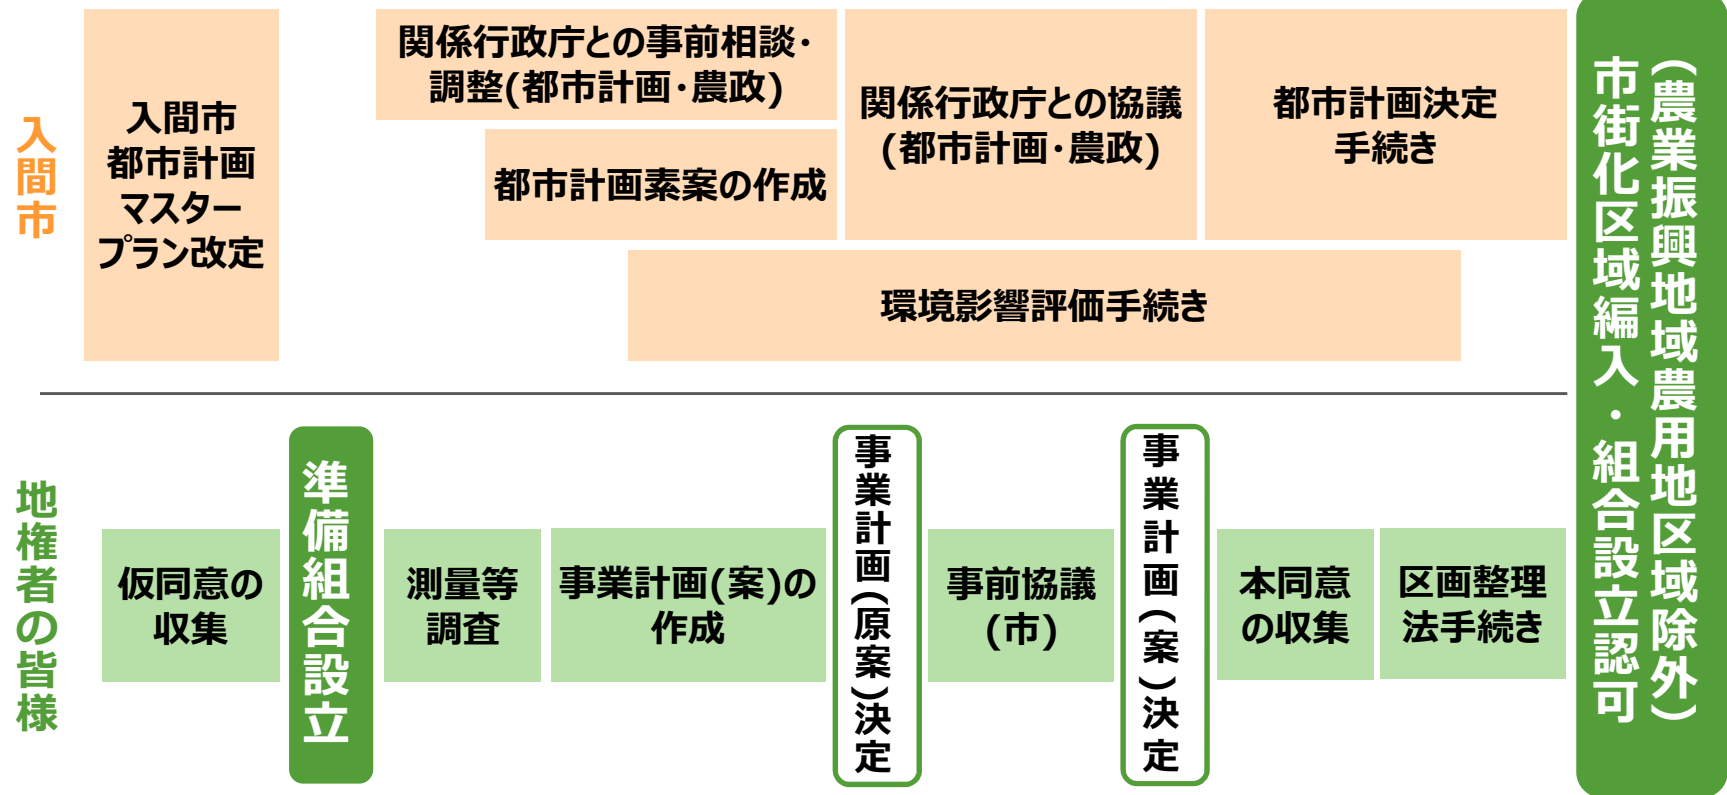 入間市
入間市
都市計画
マスター
プラン改定
関係行政庁との事前相談・
調整(都市計画・農政)
都市計画素案の作成
関係行政庁との協議
(都市計画・農政)
都市計画決定
手続き
環境影響評価手続き
地権者の皆様
仮同意の
収集
準備組合設立
測量等
調査
事業計画(案)の
作成
事業計画(原案)決定
事前協議
(市)
事業計画(案)決定
本同意
の収集
区画整理
法手続き
(農業振興地域農用地区域除外)
市街化区域編入・組合設立認可